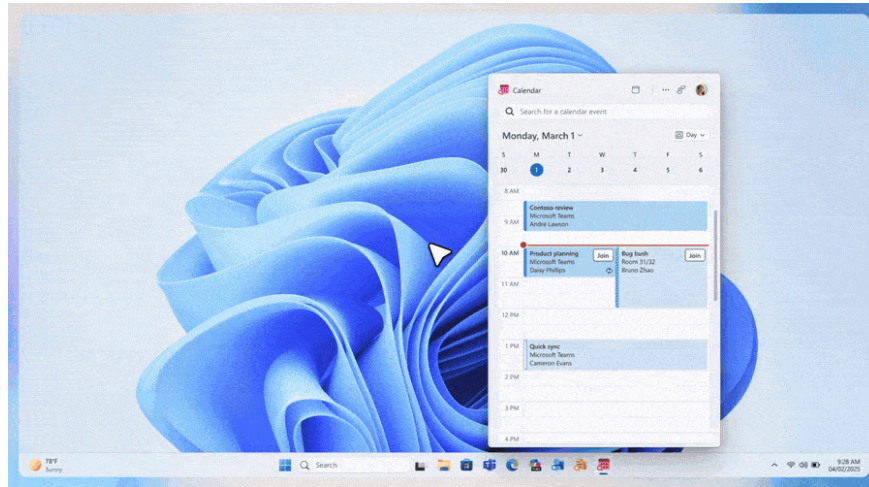 Calendar
Search for a calendar event
Monday, March 1
Day
S M T W T F S
30 1 2 3 4 5 6
8 AM
Contoso review
Microsoft Teams
9 AM
Andre Lawson
10 AM
Product planning
Join
Microsoft Teams
Daisy Phillips
Bug bush
Join
Room 31/32
Bruno Zhao
11 AM
12 PM
1 PM
Quick sync
Microsoft Teams
Cameron Evans
2 PM
3 PM
4 PM
78°F
Sunny
Search
9:28 AM
04/02/2025